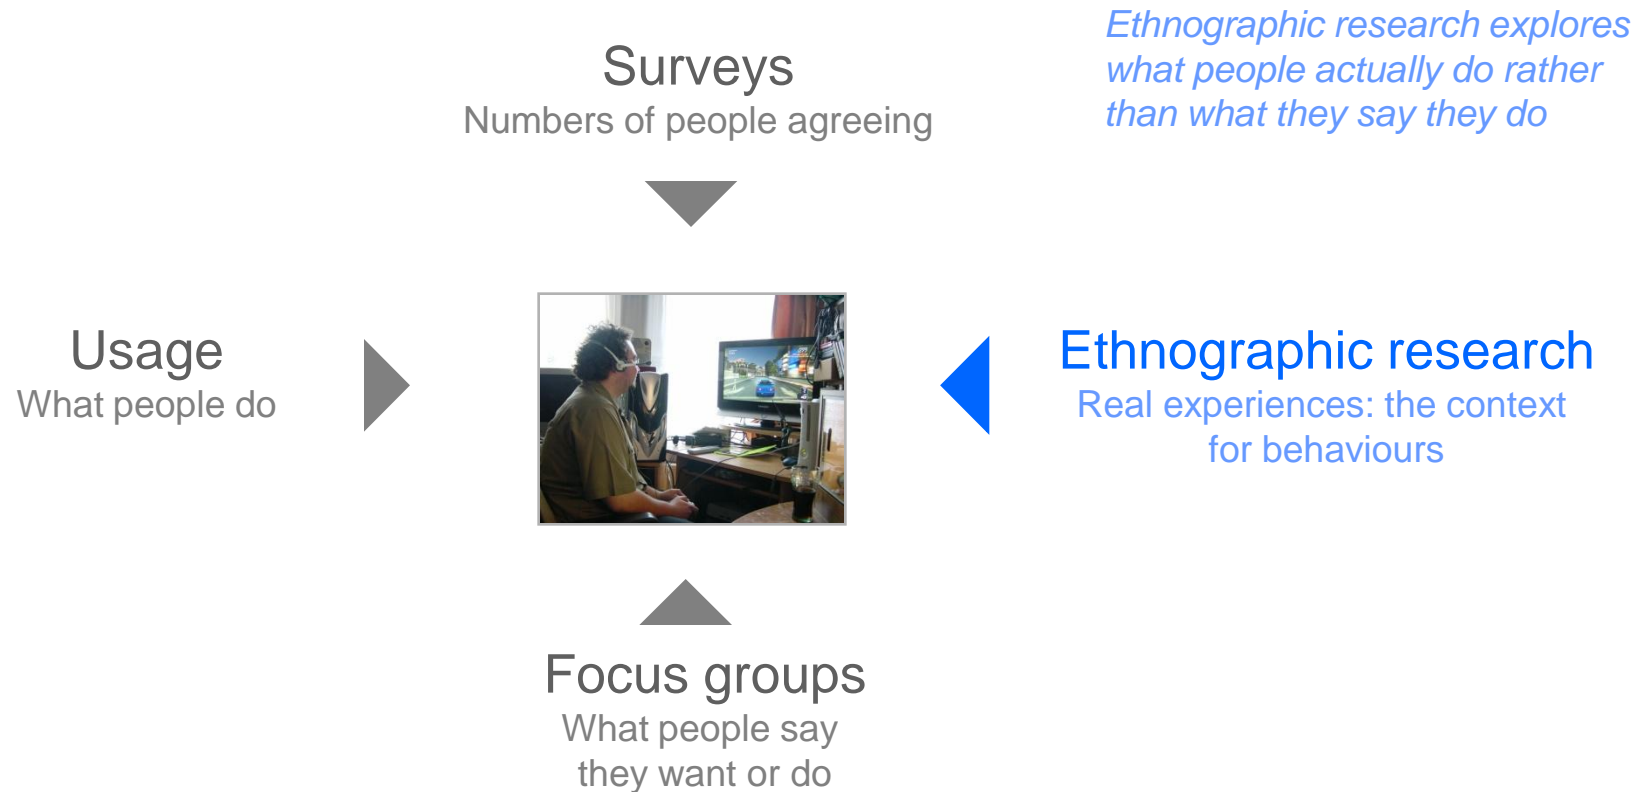 Ethnographic research explores
what people actually do rather
than what they say they do
Surveys
Numbers of people agreeing
Usage
What people do
Ethnographic research
Real experiences: the context
for behaviours
Focus groups
What people say
they want or do